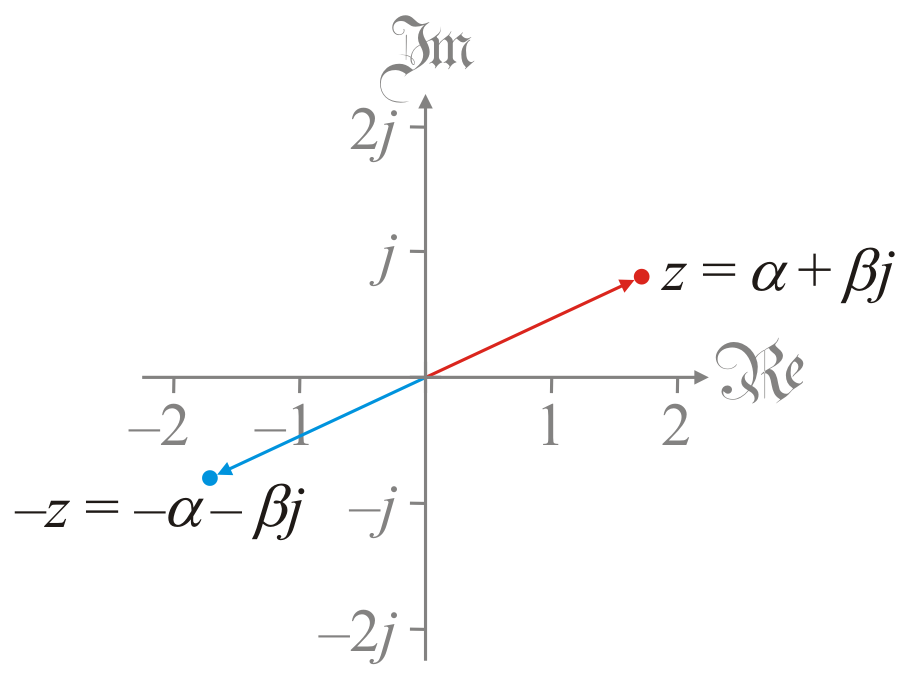 ℑm
2j
j
z = α + βj
ℜe
–2
–1
1
2
–z = –α – βj
–j
–2j